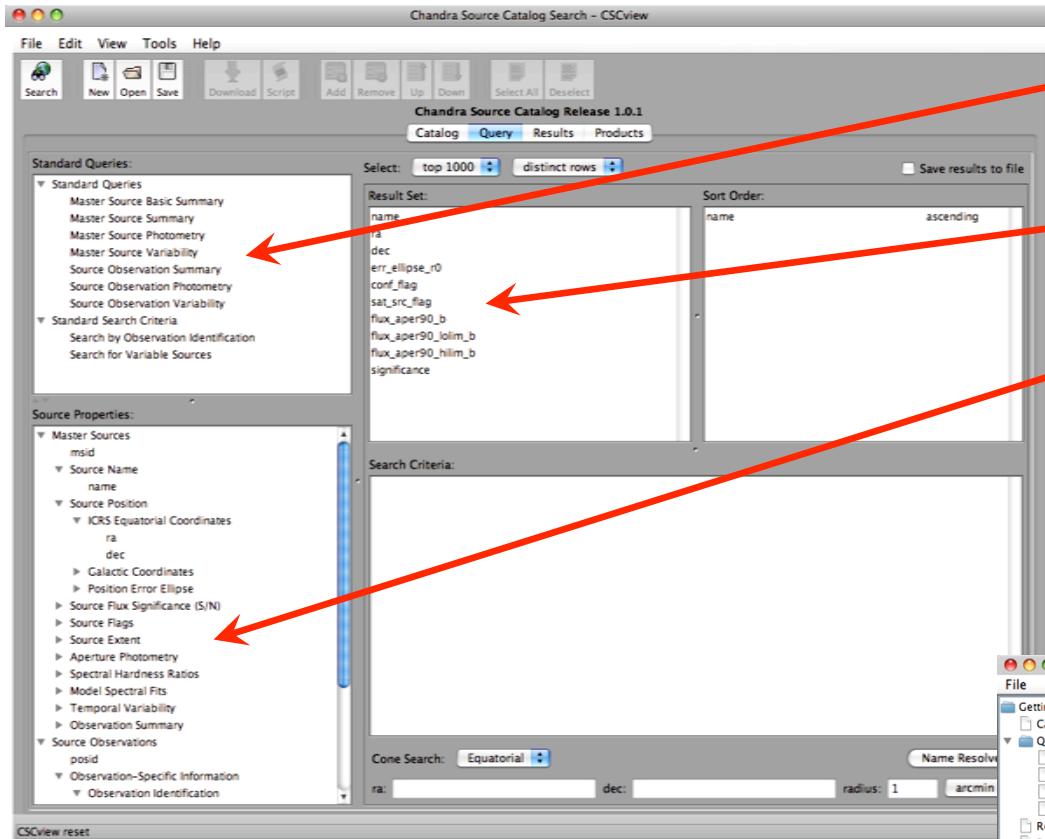 Chandra Source Catalog Search - CSCview
File Edit View Tools Help
Search New Open Save Download Script Add Remove Up Down Select All Deselect
Chandra Source Catalog Release 1.0.1
Catalog Query Results Products
Standard Queries:
Standard Queries
Master Source Basic Summary
Master Source Summary
Master Source Photometry
Master Source Variability
Source Observation Summary
Source Observation Photometry
Source Observation Variability
Standard Search Criteria
Search by Observation Identification
Search for Variable Sources
Source Properties:
Master Sources
msid
Source Name
name
Source Position
ICRS Equatorial Coordinates
ra
dec
Galactic Coordinates
Position Error Ellipse
Source Flux Significance (S/N)
Source Flags
Source Extent
Aperture Photometry
Spectral Hardness Ratios
Model Spectral Fits
Temporal Variability
Observation Summary
Source Observations
posid
Observation-Specific Information
Observation Identification
Select: top 1000 distinct rows Save results to file
Result Set:
name
ra
dec
err_ellipse_r0
conf_flag
sat_src_flag
flux_aper90_b
flux_aper90_lolim_b
flux_aper90_hilim_b
significance
Sort Order:
name ascending
Search Criteria:
Cone Search: Equatorial Name Resolve
ra: dec: radius: 1 arcmin
CSCview reset
File